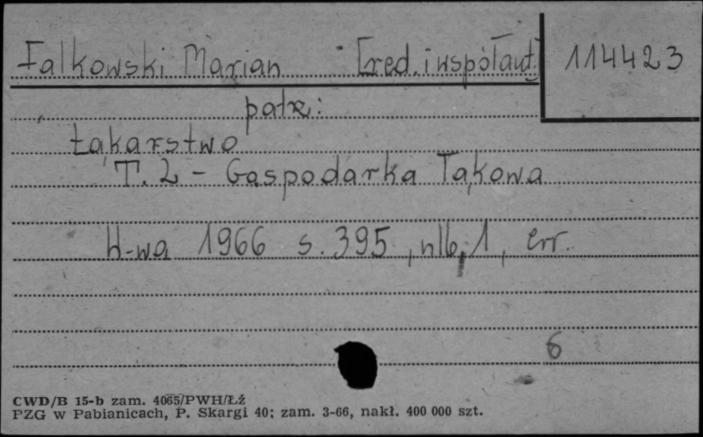 Falkowski Marian [red. i współaut.]
114423
patrz:
Łąkarstwo
T. 2 - Gospodarka Łąkowa
W-wa 1966 s. 395, nlb. 1, err.
6
CWD/B 15-b zam. 4065/PWH/Łź
PZG w Pabianicach, P. Skargi 40; zam. 3-66, nakł. 400 000 szt.